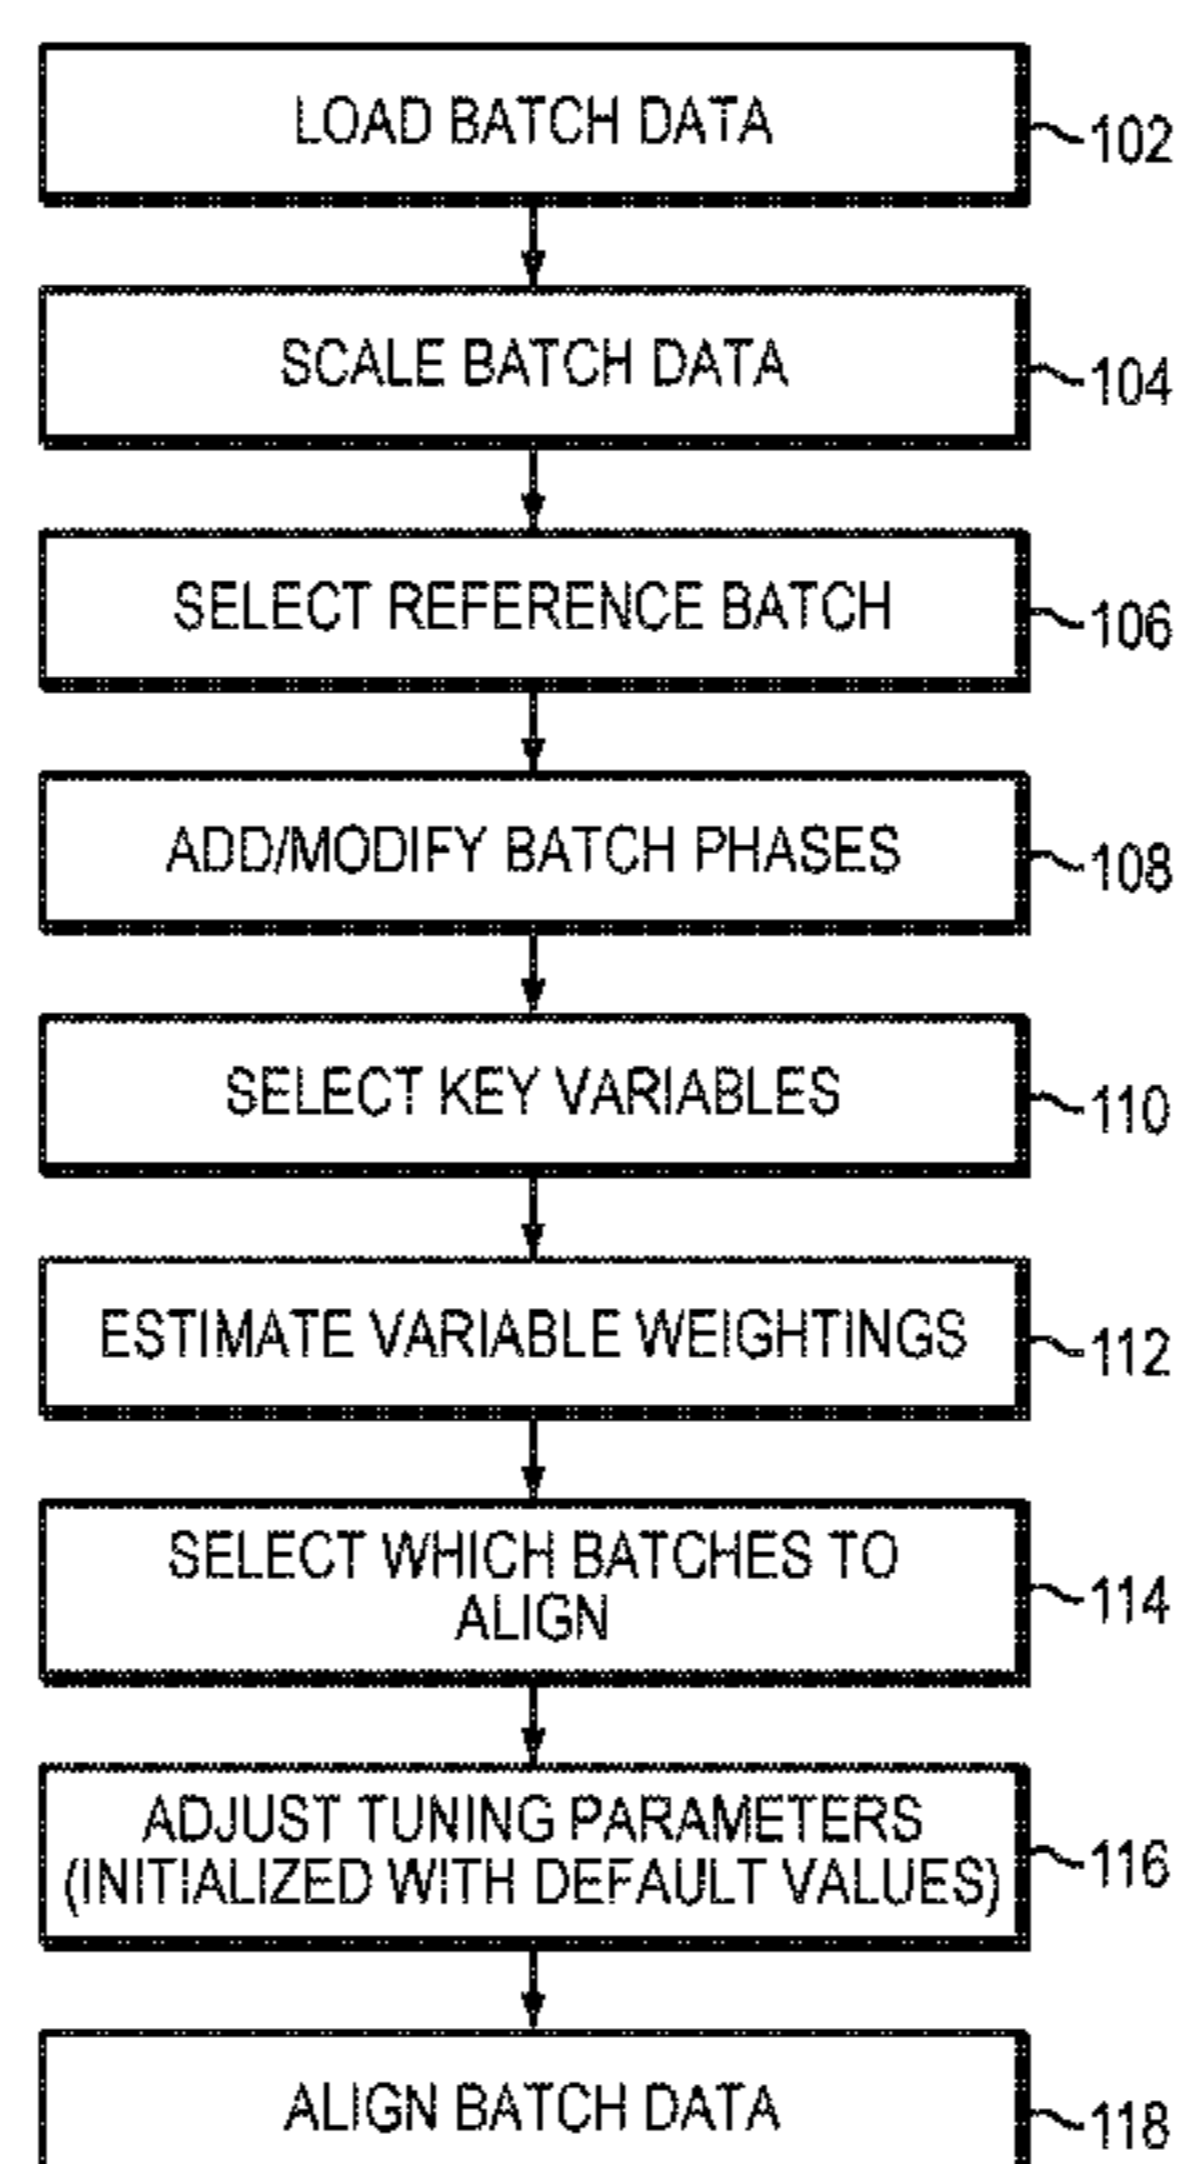 LOAD BATCH DATA
102
SCALE BATCH DATA
104
SELECT REFERENCE BATCH
106
ADD/MODIFY BATCH PHASES
108
SELECT KEY VARIABLES
110
ESTIMATE VARIABLE WEIGHTINGS
112
SELECT WHICH BATCHES TO
ALIGN
114
ADJUST TUNING PARAMETERS
(INITIALIZED WITH DEFAULT VALUES)
116
ALIGN BATCH DATA
118